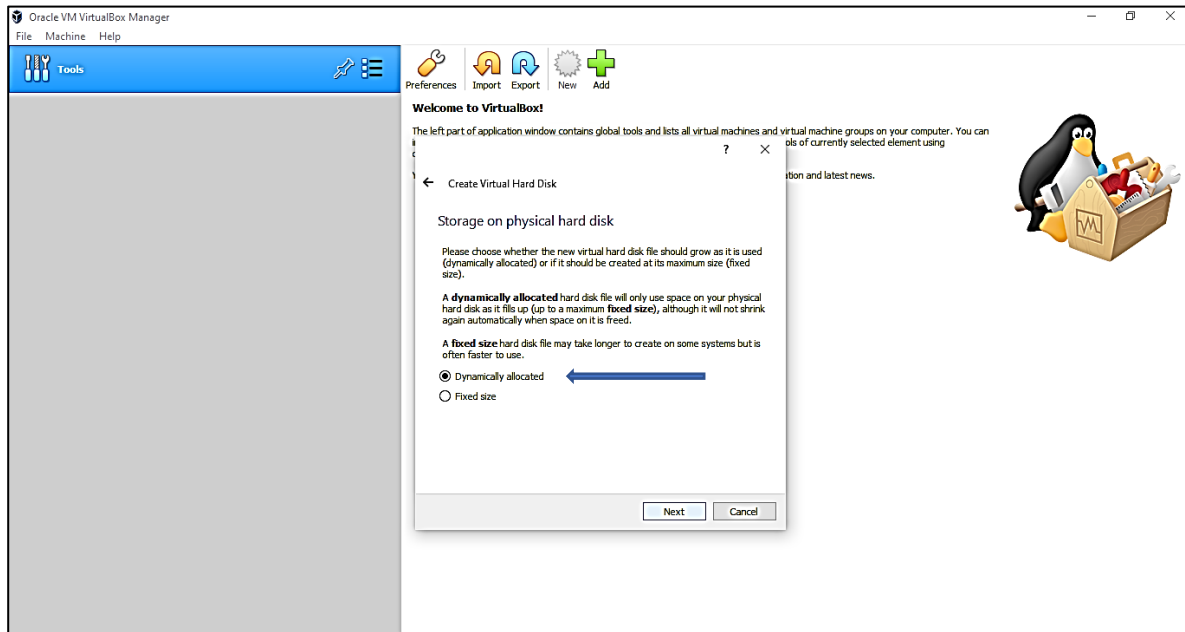 Oracle VM VirtualBox Manager
File Machine Help
Tools
Preferences Import Export New Add
Welcome to VirtualBox!
The left part of application window contains global tools and lists all virtual machines and virtual machine groups on your computer. You can
ols of currently selected element using
ation and latest news.
? 
Create Virtual Hard Disk
Storage on physical hard disk
Please choose whether the new virtual hard disk file should grow as it is used
(dynamically allocated) or if it should be created at its maximum size (fixed
size).
A dynamically allocated hard disk file will only use space on your physical
hard disk as it fills up (up to a maximum fixed size), although it will not shrink
again automatically when space on it is freed.
A fixed size hard disk file may take longer to create on some systems but is
often faster to use.
Dynamically allocated
Fixed size
Next Cancel